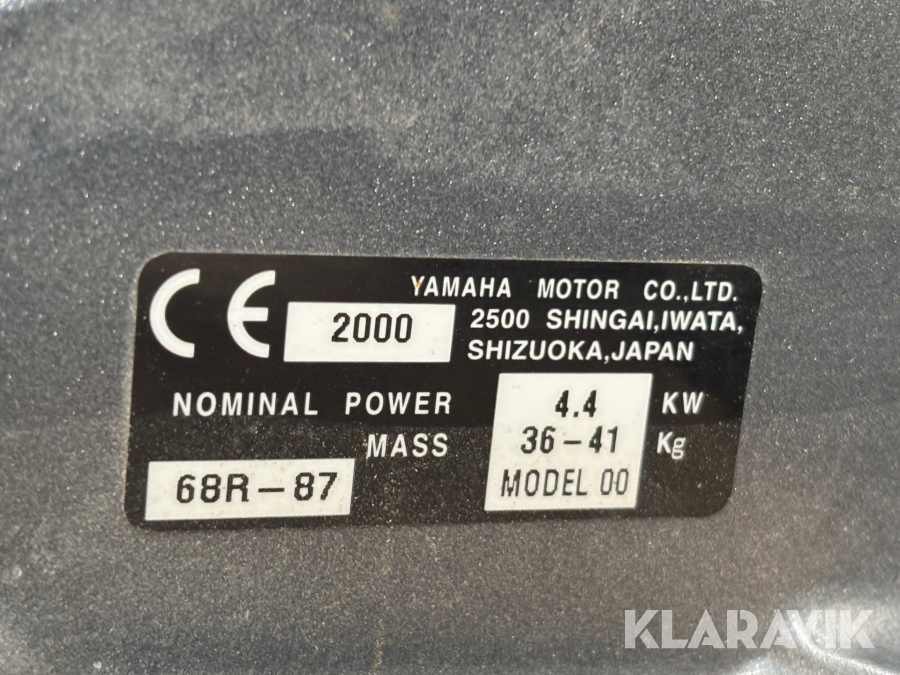 CE 2000
YAMAHA MOTOR CO.,LTD.
2500 SHINGAI,IWATA,
SHIZUOKA,JAPAN
NOMINAL POWER 4.4 KW
MASS 36-41 Kg
68R-87 MODEL 00
KLARAVIK